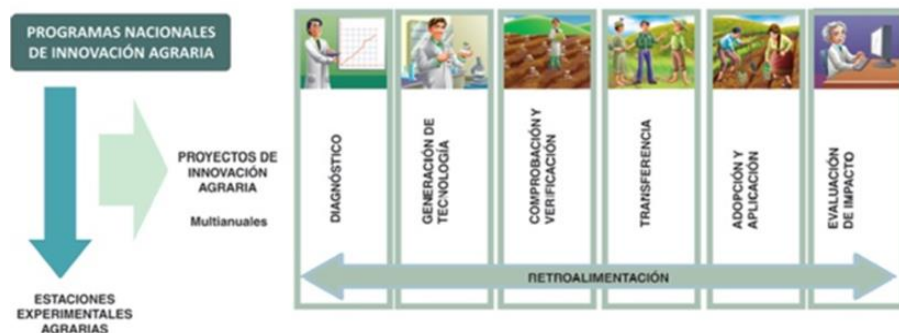 PROGRAMAS NACIONALES
DE INNOVACIÓN AGRARIA
PROYECTOS DE
INNOVACIÓN
AGRARIA
Multianuales
ESTACIONES
EXPERIMENTALES
AGRARIAS
DIAGNÓSTICO
GENERACIÓN DE
TECNOLOGÍA
COMPROBACIÓN Y
VERIFICACIÓN
TRANSFERENCIA
ADOPCIÓN Y
APLICACIÓN
EVALUACIÓN
DE IMPACTO
RETROALIMENTACIÓN